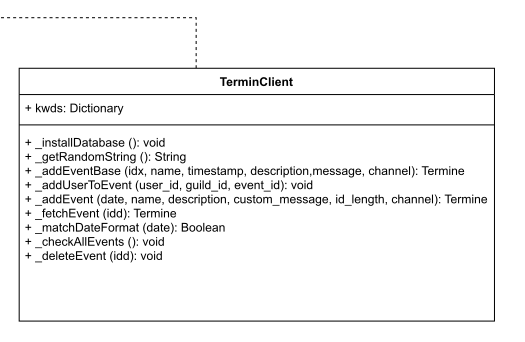 TerminClient
+ kwds: Dictionary
+ _installDatabase (): void
+ _getRandomString (): String
+ _addEventBase (idx, name, timestamp, description,message, channel): Termine
+ _addUserToEvent (user_id, guild_id, event_id): void
+ _addEvent (date, name, description, custom_message, id_length, channel): Termine
+ _fetchEvent (idd): Termine
+ _matchDateFormat (date): Boolean
+ _checkAllEvents (): void
+ _deleteEvent (idd): void